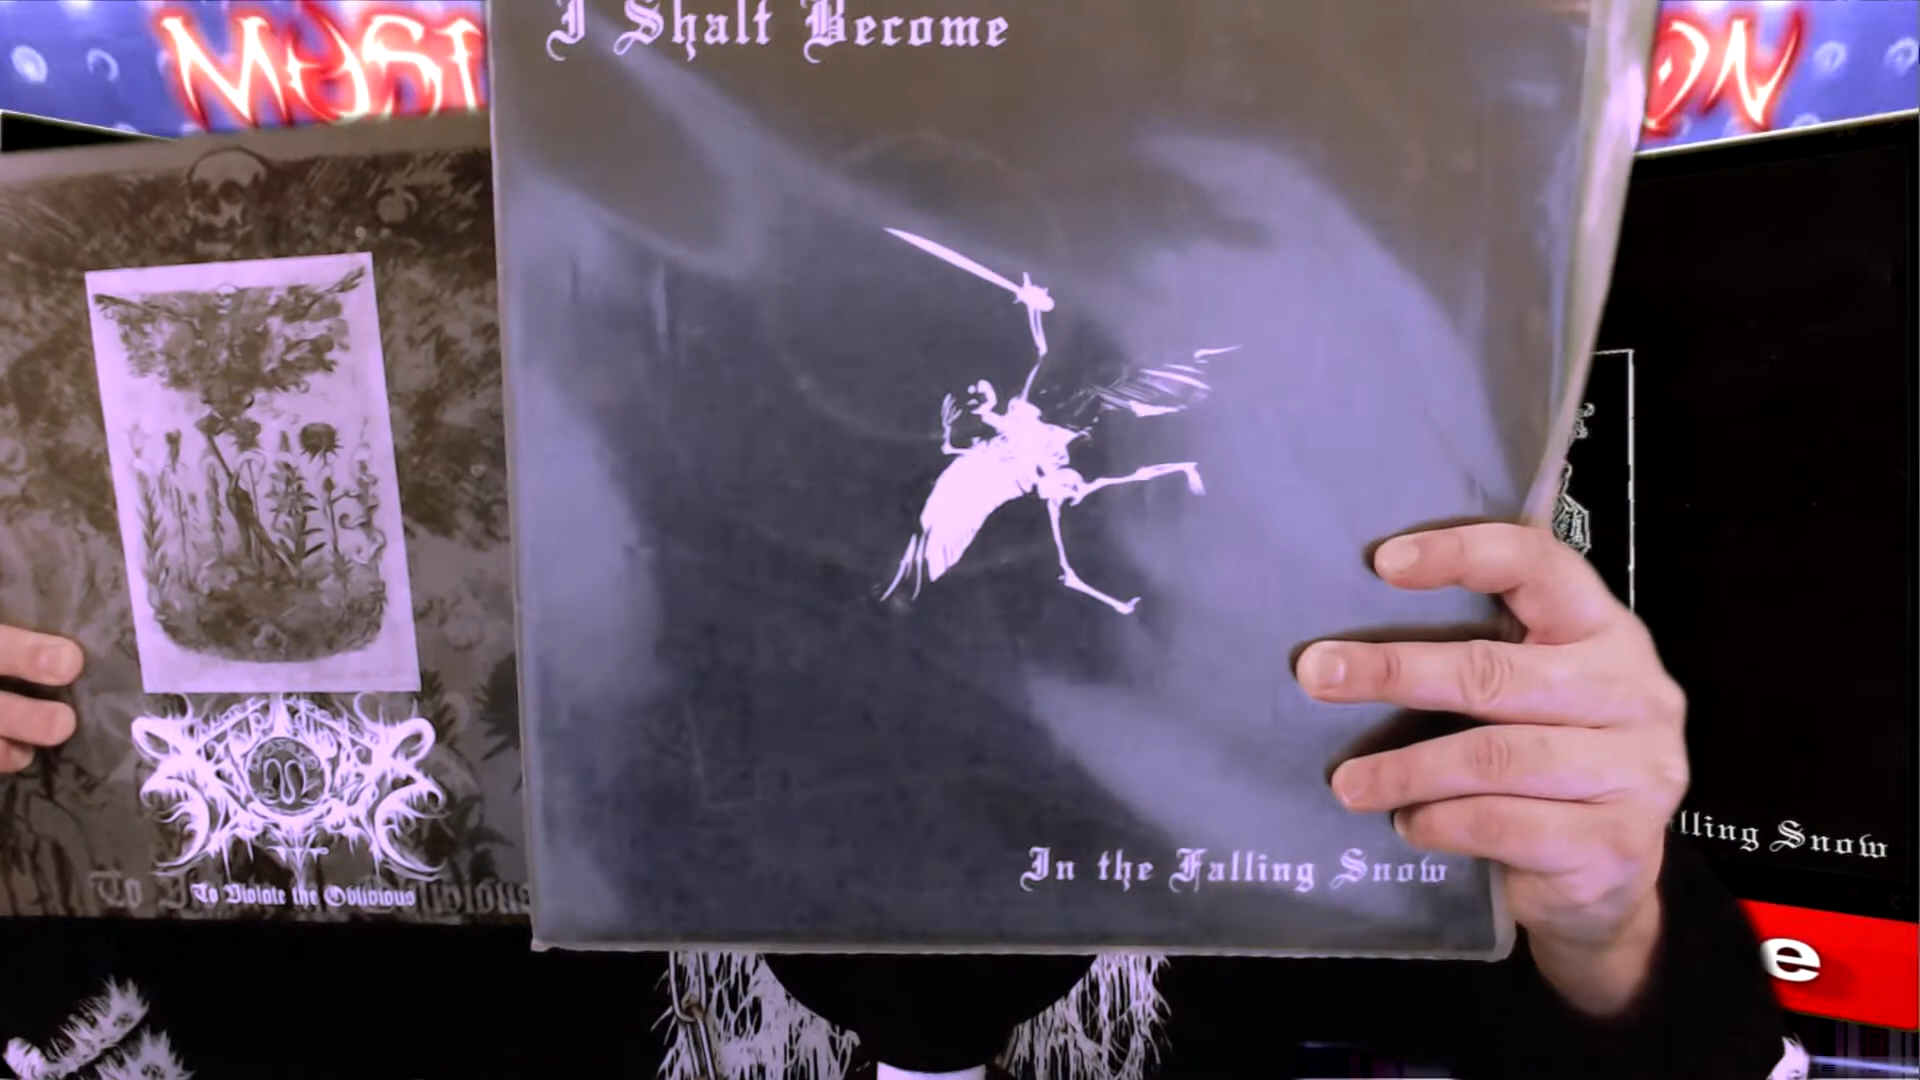 I Shalt Become
In the Falling Snow
To Violate the Oblivious
lling Snow
e